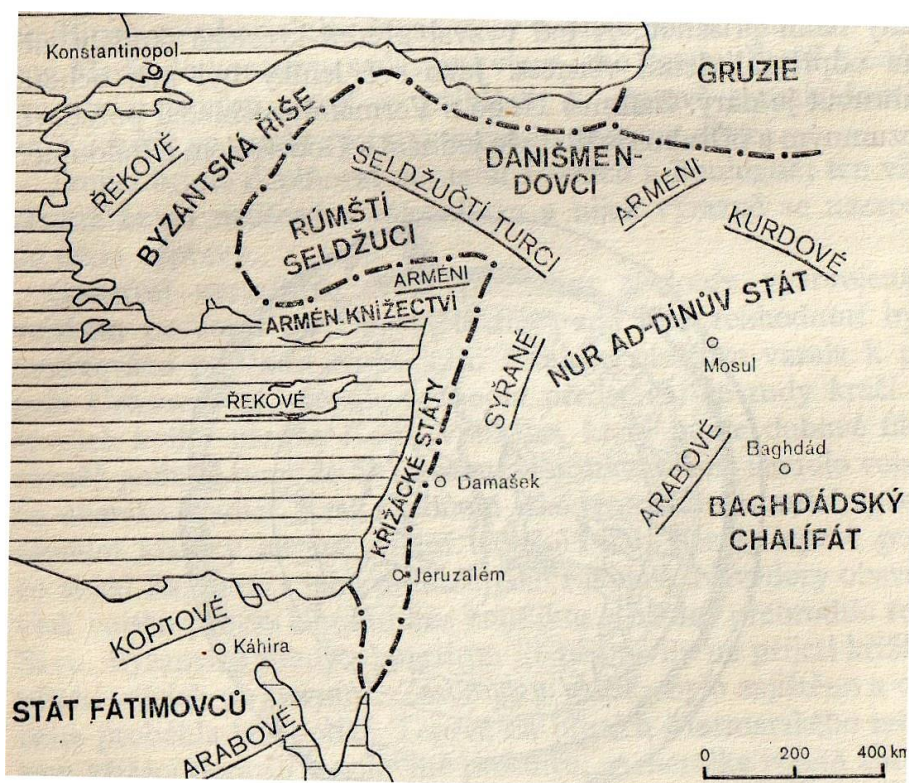 Konstantinopol
GRUZIE
BYZANTSKÁ ŘÍŠE
ŘEKOVÉ
DANIŠMEN-
DOVCI
SELDŽUČTÍ TURCI
ARMÉNI
KURDOVÉ
RÚMŠTÍ
SELDŽUCI
ARMÉNI
ARMÉN. KNÍŽECTVÍ
NÚR AD-DÍNŮV STÁT
Mosul
SYŘANÉ
ŘEKOVÉ
KŘIŽÁCKÉ STÁTY
ARABOVÉ
Baghdád
Damašek
BAGHDÁDSKÝ
CHALÍFÁT
Jeruzalém
KOPTOVÉ
Káhira
STÁT FÁTIMOVCŮ
ARABOVÉ
0 200 400 km